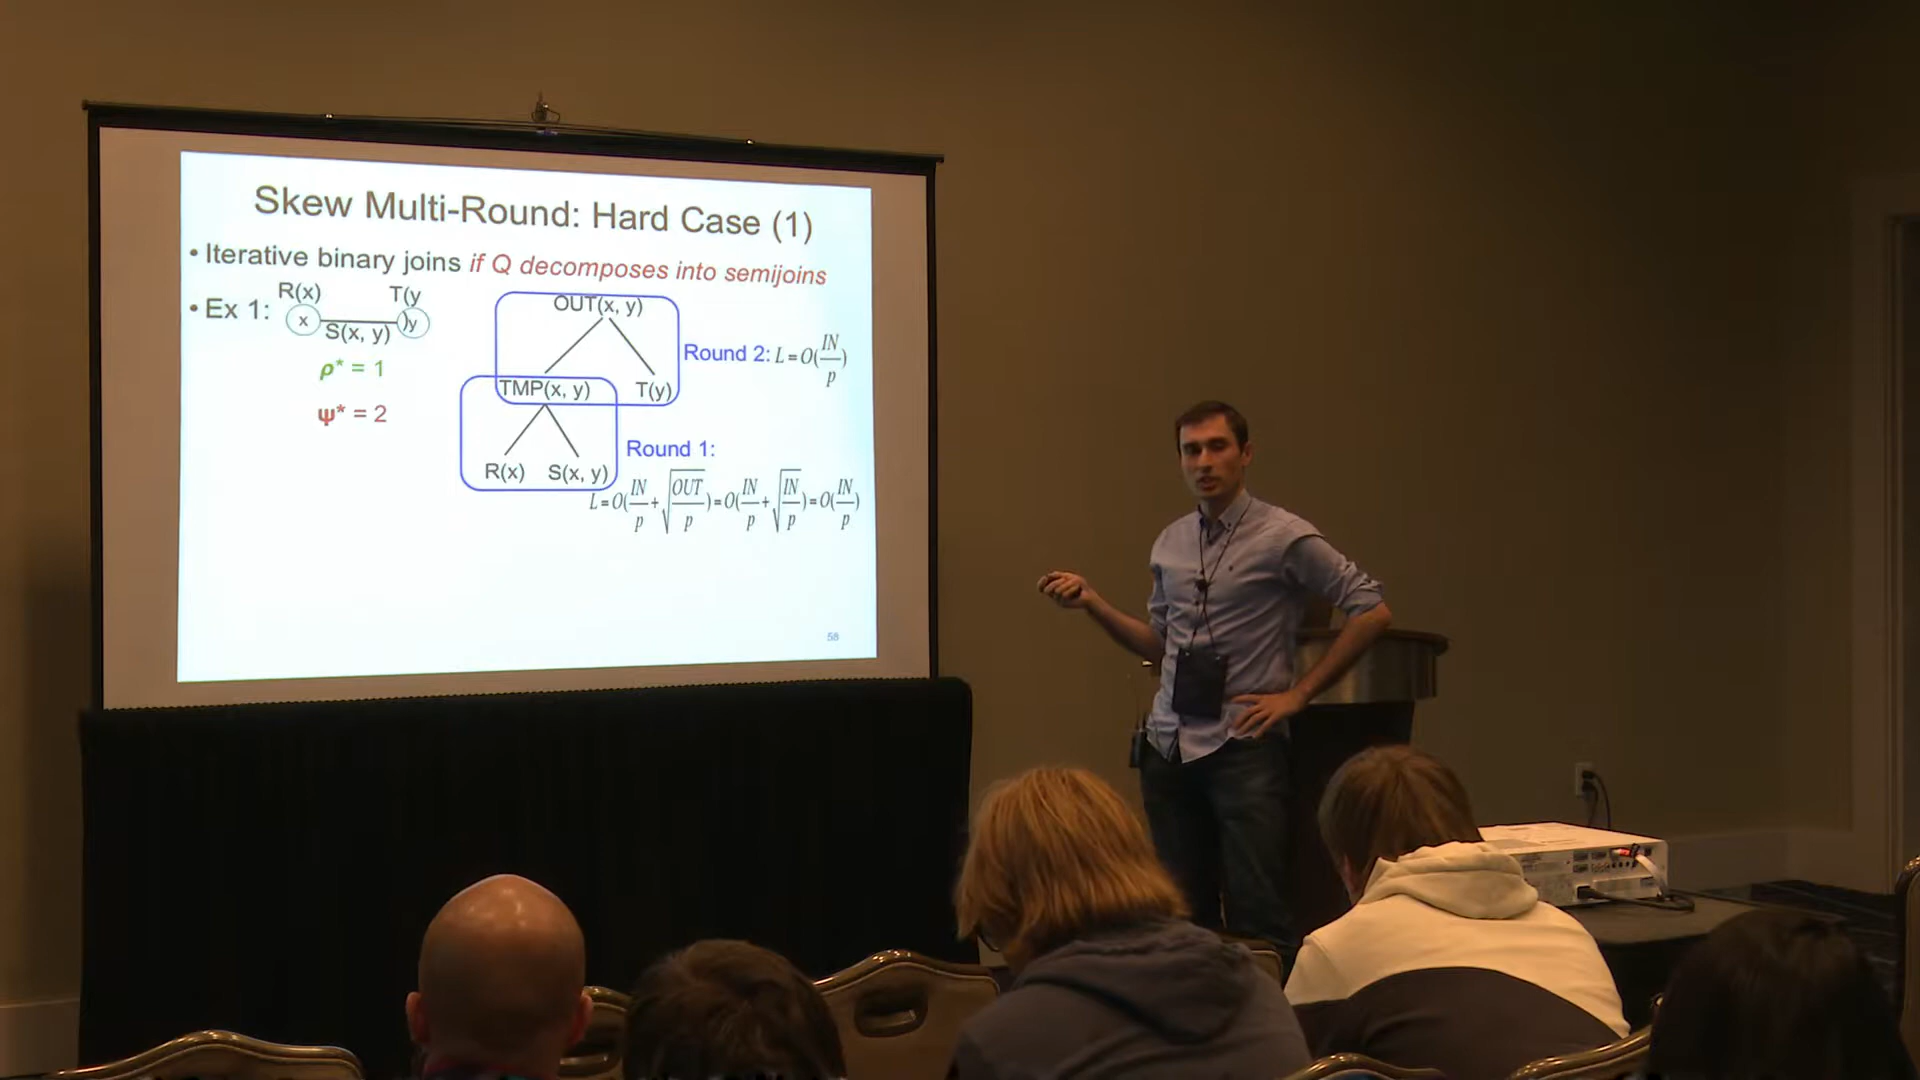 Skew Multi-Round: Hard Case (1)
• Iterative binary joins if Q decomposes into semijoins
• Ex 1:
R(x) T(y
x S(x, y) )y
ρ* = 1
ψ* = 2
OUT(x, y)
TMP(x, y) T(y)
R(x) S(x, y)
Round 2: L = O(IN/p)
Round 1:
L = O(IN/p + √OUT/p) = O(IN/p + √IN/p) = O(IN/p)
58